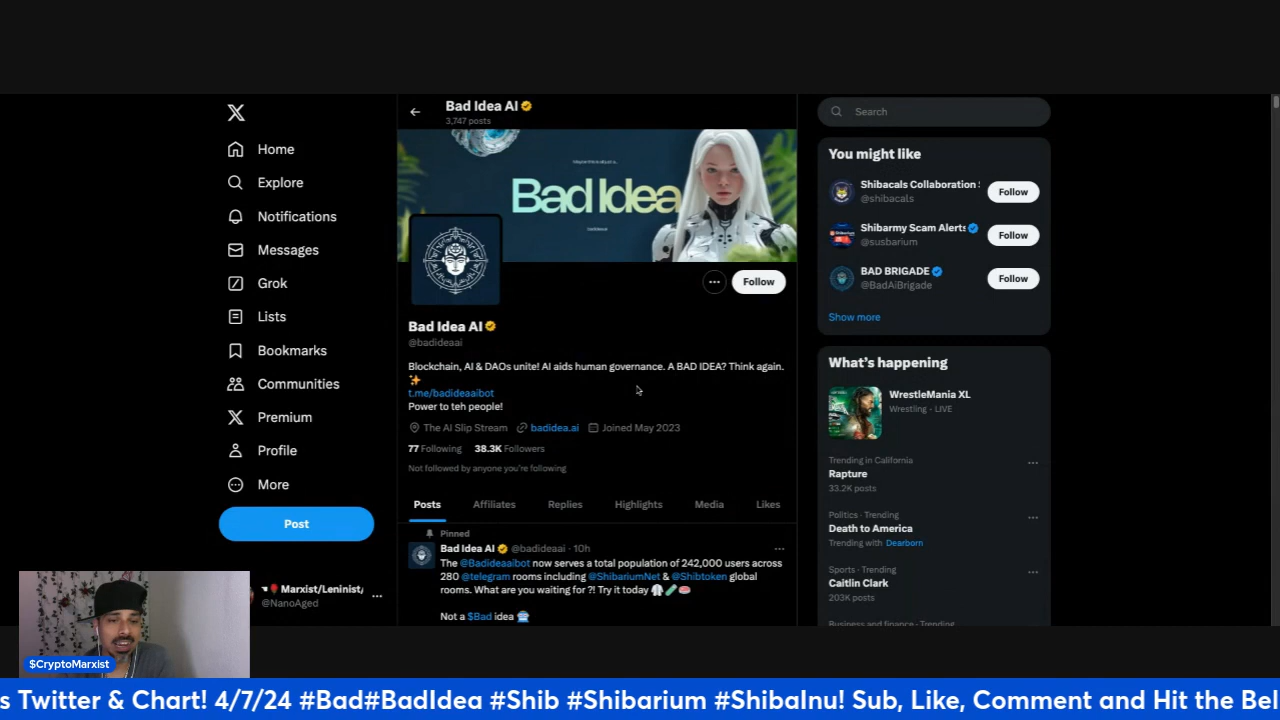 Bad Idea AI
3,747 posts
Search
Home
Explore
Notifications
Messages
Grok
Lists
Bookmarks
Communities
Premium
Profile
More
Post
Marxist/Leninist/
@NanoAged
Bad Idea
Follow
Bad Idea AI
@badideaai
Blockchain, AI & DAOs unite! AI aids human governance. A BAD IDEA? Think again.
t.me/badideaaibot
Power to teh people!
The AI Slip Stream badidea.ai Joined May 2023
77 Following 38.3K Followers
Not followed by anyone you're following
Posts Affiliates Replies Highlights Media Likes
Pinned
Bad Idea AI @badideaai · 10h
The @Badideaaibot now serves a total population of 242,000 users across
280 @telegram rooms including @ShibariumNet & @Shibtoken global
rooms. What are you waiting for ?! Try it today
Not a $Bad idea
You might like
Shibacals Collaboration
@shibacals
Follow
Shibarmy Scam Alerts
@susbarium
Follow
BAD BRIGADE
@BadAiBrigade
Follow
Show more
What's happening
WrestleMania XL
Wrestling · LIVE
Trending in California
Rapture
33.2K posts
Politics · Trending
Death to America
Trending with Dearborn
Sports · Trending
Caitlin Clark
203K posts
Business and finance · Trending
$CryptoMarxist
s Twitter & Chart! 4/7/24 #Bad#BadIdea #Shib #Shibarium #ShibaInu! Sub, Like, Comment and Hit the Bel